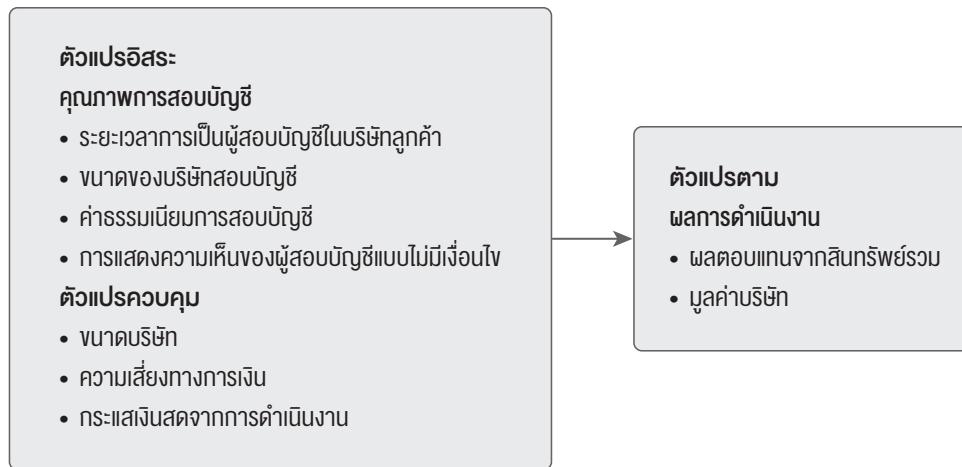 ตัวแปรอิสระ
คุณภาพการสอบบัญชี
• ระยะเวลาการเป็นผู้สอบบัญชีในบริษัทลูกค้า
• ขนาดของบริษัทสอบบัญชี
• ค่าธรรมเนียมการสอบบัญชี
• การแสดงความเห็นของผู้สอบบัญชีแบบไม่มีเงื่อนไข
ตัวแปรควบคุม
• ขนาดบริษัท
• ความเสี่ยงทางการเงิน
• กระแสเงินสดจากการดำเนินงาน
ตัวแปรตาม
ผลการดำเนินงาน
• ผลตอบแทนจากสินทรัพย์รวม
• มูลค่าบริษัท